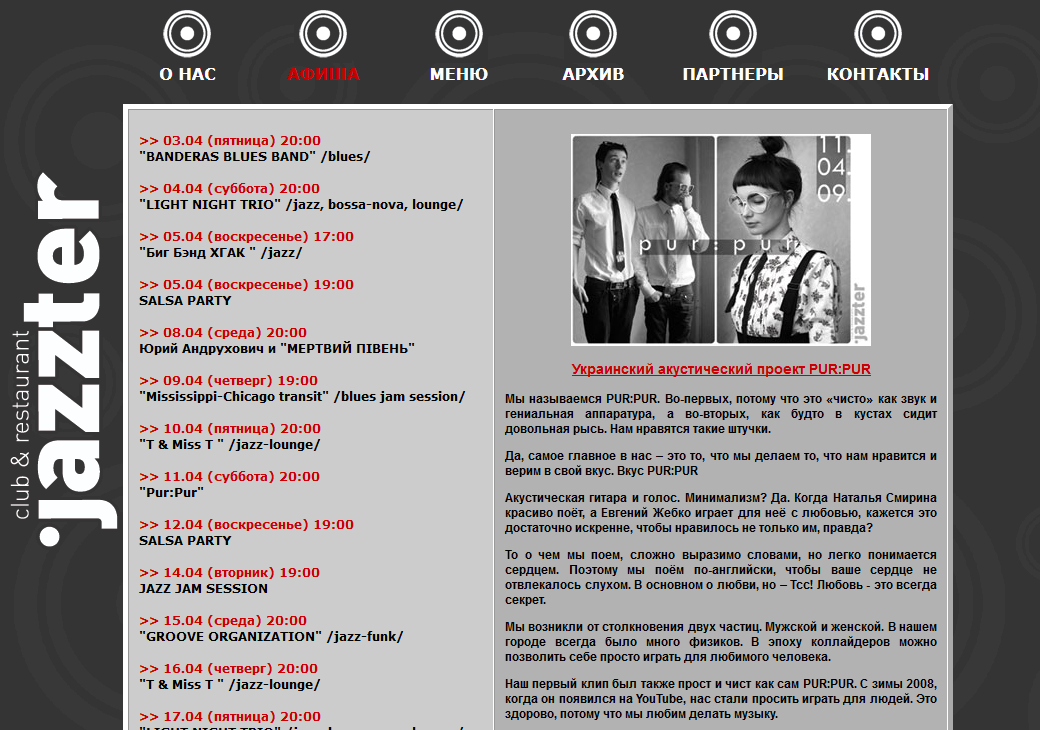 О НАС
АФИША
МЕНЮ
АРХИВ
ПАРТНЕРЫ
КОНТАКТЫ
club & restaurant
jazzter
>> 03.04 (пятница) 20:00
"BANDERAS BLUES BAND" /blues/
>> 04.04 (суббота) 20:00
"LIGHT NIGHT TRIO" /jazz, bossa-nova, lounge/
>> 05.04 (воскресенье) 17:00
"Биг Бэнд ХГАК " /jazz/
>> 05.04 (воскресенье) 19:00
SALSA PARTY
>> 08.04 (среда) 20:00
Юрий Андрухович и "МЕРТВИЙ ПІВЕНЬ"
>> 09.04 (четверг) 19:00
"Mississippi-Chicago transit" /blues jam session/
>> 10.04 (пятница) 20:00
"T & Miss T " /jazz-lounge/
>> 11.04 (суббота) 20:00
"Pur:Pur"
>> 12.04 (воскресенье) 19:00
SALSA PARTY
>> 14.04 (вторник) 19:00
JAZZ JAM SESSION
>> 15.04 (среда) 20:00
"GROOVE ORGANIZATION" /jazz-funk/
>> 16.04 (четверг) 20:00
"T & Miss T " /jazz-lounge/
>> 17.04 (пятница) 20:00
11.
04.
09.
pur:pur
jazzter
Украинский акустический проект PUR:PUR
Мы называемся PUR:PUR. Во-первых, потому что это «чисто» как звук и
гениальная аппаратура, а во-вторых, как будто в кустах сидит
довольная рысь. Нам нравятся такие штучки.
Да, самое главное в нас – это то, что мы делаем то, что нам нравится и
верим в свой вкус. Вкус PUR:PUR
Акустическая гитара и голос. Минимализм? Да. Когда Наталья Смирина
красиво поёт, а Евгений Жебко играет для неё с любовью, кажется это
достаточно искренне, чтобы нравилось не только им, правда?
То о чем мы поем, сложно выразимо словами, но легко понимается
сердцем. Поэтому мы поём по-английски, чтобы ваше сердце не
отвлекалось слухом. В основном о любви, но – Тсс! Любовь - это всегда
секрет.
Мы возникли от столкновения двух частиц. Мужской и женской. В нашем
городе всегда было много физиков. В эпоху коллайдеров можно
позволить себе просто играть для любимого человека.
Наш первый клип был также прост и чист как сам PUR:PUR. С зимы 2008,
когда он появился на YouTube, нас стали просить играть для людей. Это
здорово, потому что мы любим делать музыку.